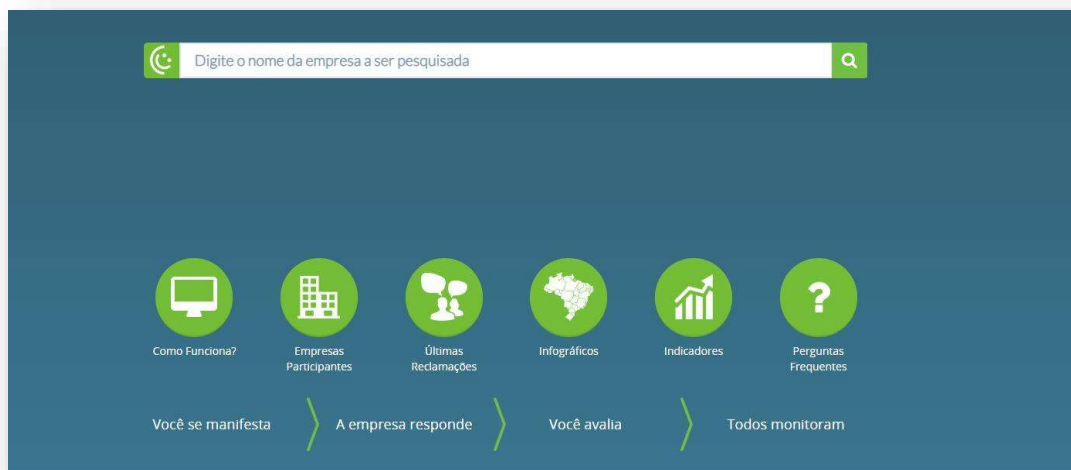 Digite o nome da empresa a ser pesquisada
Como Funciona?
Empresas
Participantes
Últimas
Reclamações
Infográficos
Indicadores
?
Perguntas
Frequentes
Você se manifesta
A empresa responde
Você avalia
Todos monitoram